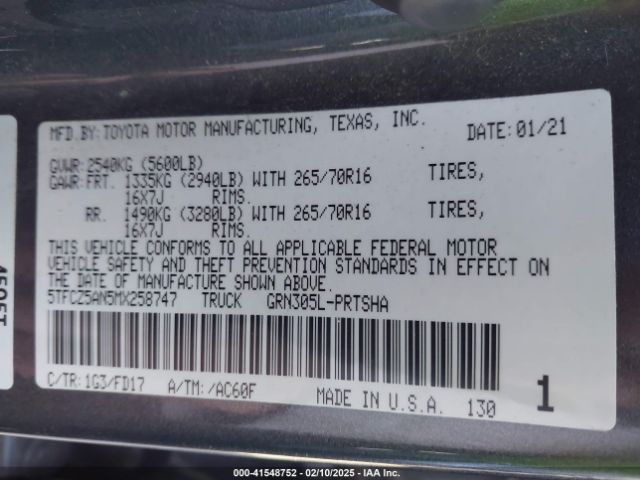 MFD.BY:TOYOTA MOTOR MANUFACTURING, TEXAS, INC. DATE:01/21
GVWR:2540KG (5600LB)
GAWR:FRT. 1335KG (2940LB) WITH 265/70R16 TIRES,
16X7J RIMS.
RR. 1490KG (3280LB) WITH 265/70R16 TIRES,
16X7J RIMS.
THIS VEHICLE CONFORMS TO ALL APPLICABLE FEDERAL MOTOR
VEHICLE SAFETY AND THEFT PREVENTION STANDARDS IN EFFECT ON
THE DATE OF MANUFACTURE SHOWN ABOVE.
5TFCZ5AN5MX258747 TRUCK GRN305L-PRTSHA
C/TR:1G3/FD17 A/TM:/AC60F MADE IN U.S.A. 130 1
000-41548752 — 02/10/2025 — IAA Inc.